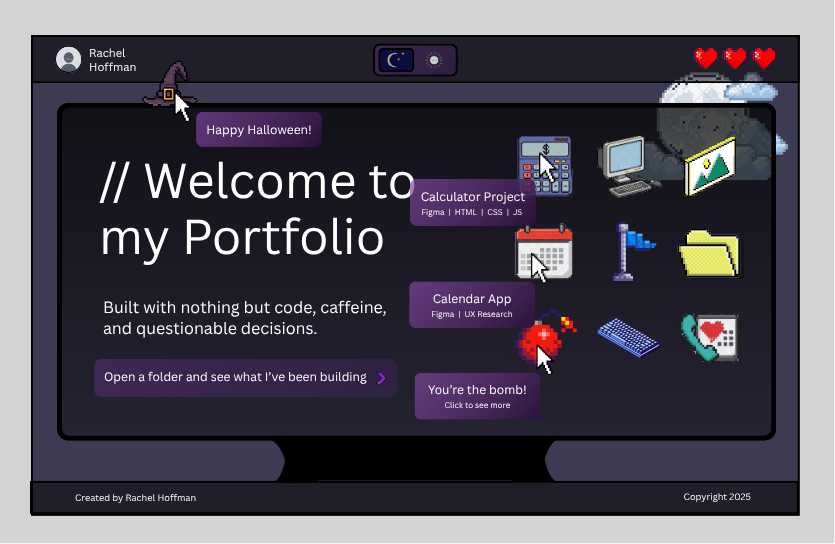 Rachel
Hoffman
Happy Halloween!
// Welcome to
my Portfolio
Built with nothing but code, caffeine,
and questionable decisions.
Open a folder and see what I've been building
$
Calculator Project
Figma | HTML | CSS | JS
Calendar App
Figma | UX Research
You're the bomb!
Click to see more
Created by Rachel Hoffman
Copyright 2025